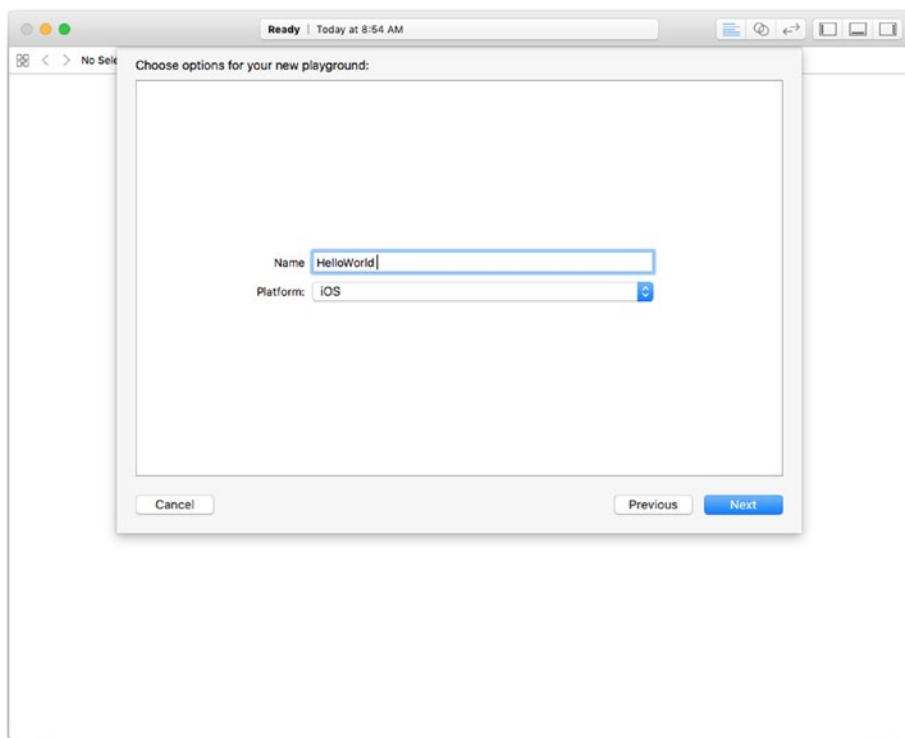 Ready | Today at 8:54 AM
No Sele
Choose options for your new playground:
Name HelloWorld
Platform: iOS
Cancel Previous Next